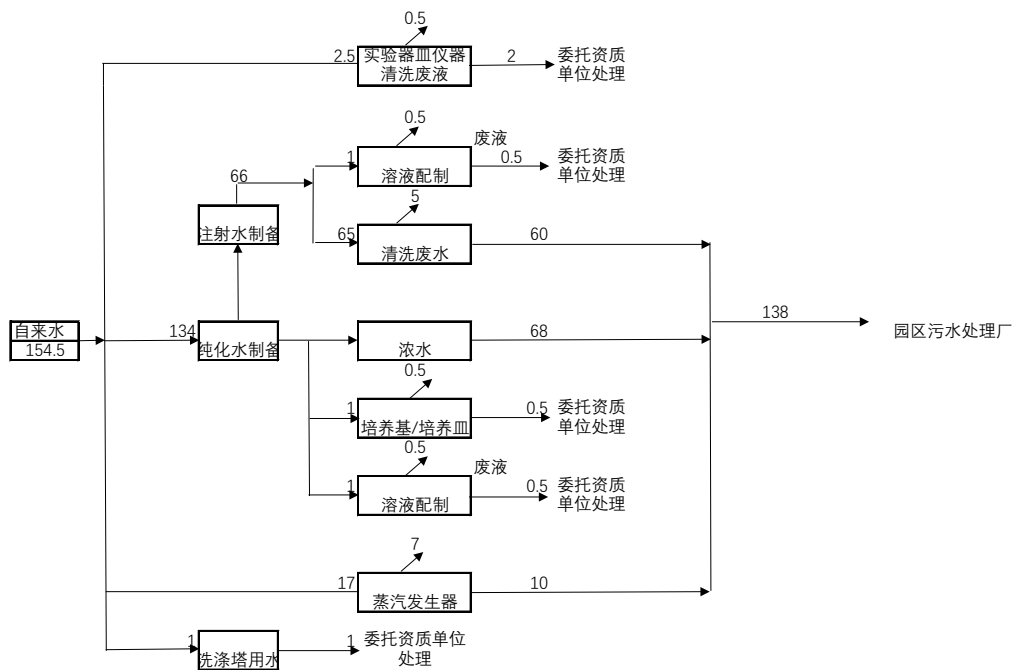 0.5
2.5
实验器皿仪器
清洗废液
2
委托资质
单位处理
0.5
1
溶液配制
废液
0.5
委托资质
单位处理
66
注射水制备
5
65
清洗废水
60
自来水
154.5
134
纯化水制备
浓水
68
138
园区污水处理厂
0.5
1
培养基/培养皿
0.5
委托资质
单位处理
0.5
1
溶液配制
废液
0.5
委托资质
单位处理
7
17
蒸汽发生器
10
1
洗涤塔用水
1
委托资质单位
处理